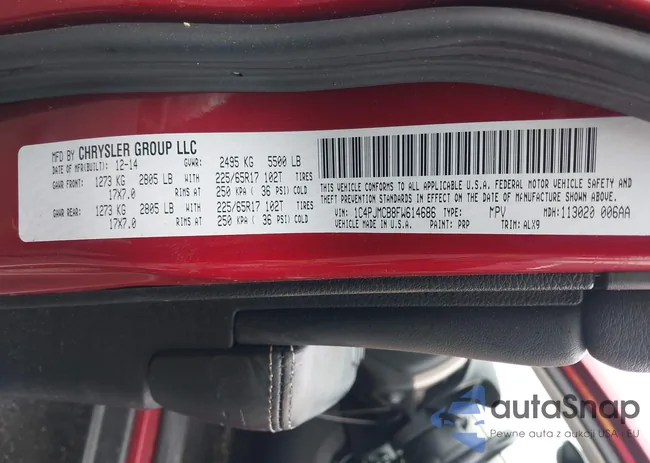 MFD BY CHRYSLER GROUP LLC
DATE OF MFR(BUILT): 12-14 GVWR: 2495 KG 5500 LB
GAWR FRONT: 1273 KG 2805 LB WITH 225/65R17 102T TIRES
17X7.0 RIMS AT 250 KPA ( 36 PSI) COLD
GAWR REAR: 1273 KG 2805 LB WITH 225/65R17 102T TIRES
17X7.0 RIMS AT 250 KPA ( 36 PSI) COLD
THIS VEHICLE CONFORMS TO ALL APPLICABLE U.S.A. FEDERAL MOTOR VEHICLE SAFETY AND
THEFT PREVENTION STANDARDS IN EFFECT ON THE DATE OF MANUFACTURE SHOWN ABOVE.
VIN: 1C4PJMCB8FW614686 TYPE: MPV MDH: 113020 006AA
VEHICLE MADE IN U.S.A. PAINT: PRP TRIM: ALX9
autaSnap
Pewne auta z aukcji USA i EU